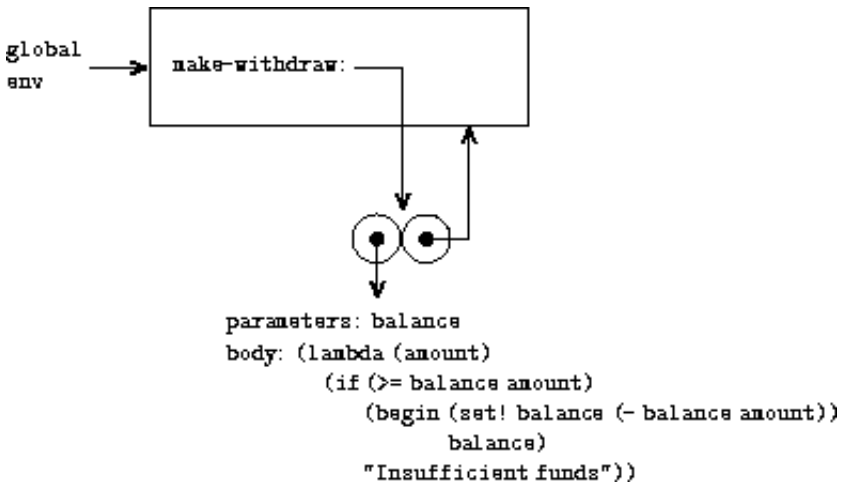 global
env
make-withdraw:
parameters: balance
body: (lambda (amount)
(if (>= balance amount)
(begin (set! balance (- balance amount))
balance)
"Insufficient funds"))